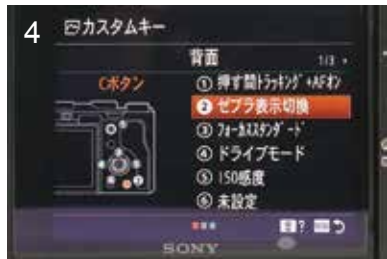 4
カスタムキー
背面
1/3
Cボタン
① 押す間トラッキング+AFオン
② ゼブラ表示切換
③ フォーカススタンダード
④ ドライブモード
⑤ ISO感度
⑥ 未設定
?
SONY